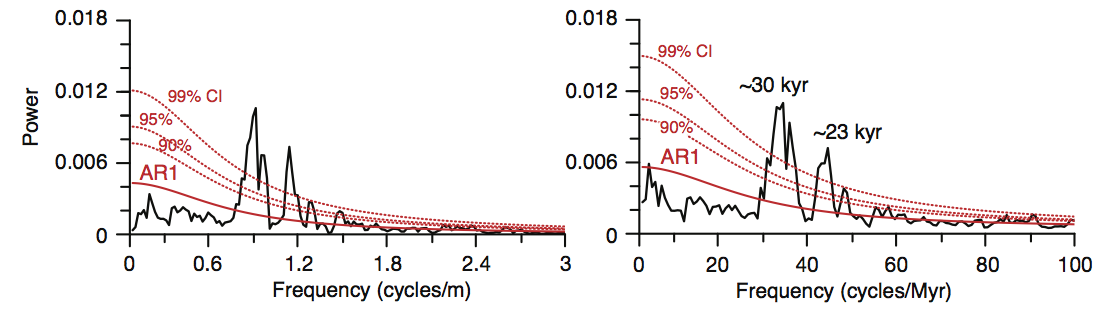 0.018
0.012
0.006
0
Power
99% CI
95%
90%
AR1
0 0.6 1.2 1.8 2.4 3
Frequency (cycles/m)
0.018
0.012
0.006
0
99% CI
95%
90%
AR1
~30 kyr
~23 kyr
0 20 40 60 80 100
Frequency (cycles/Myr)